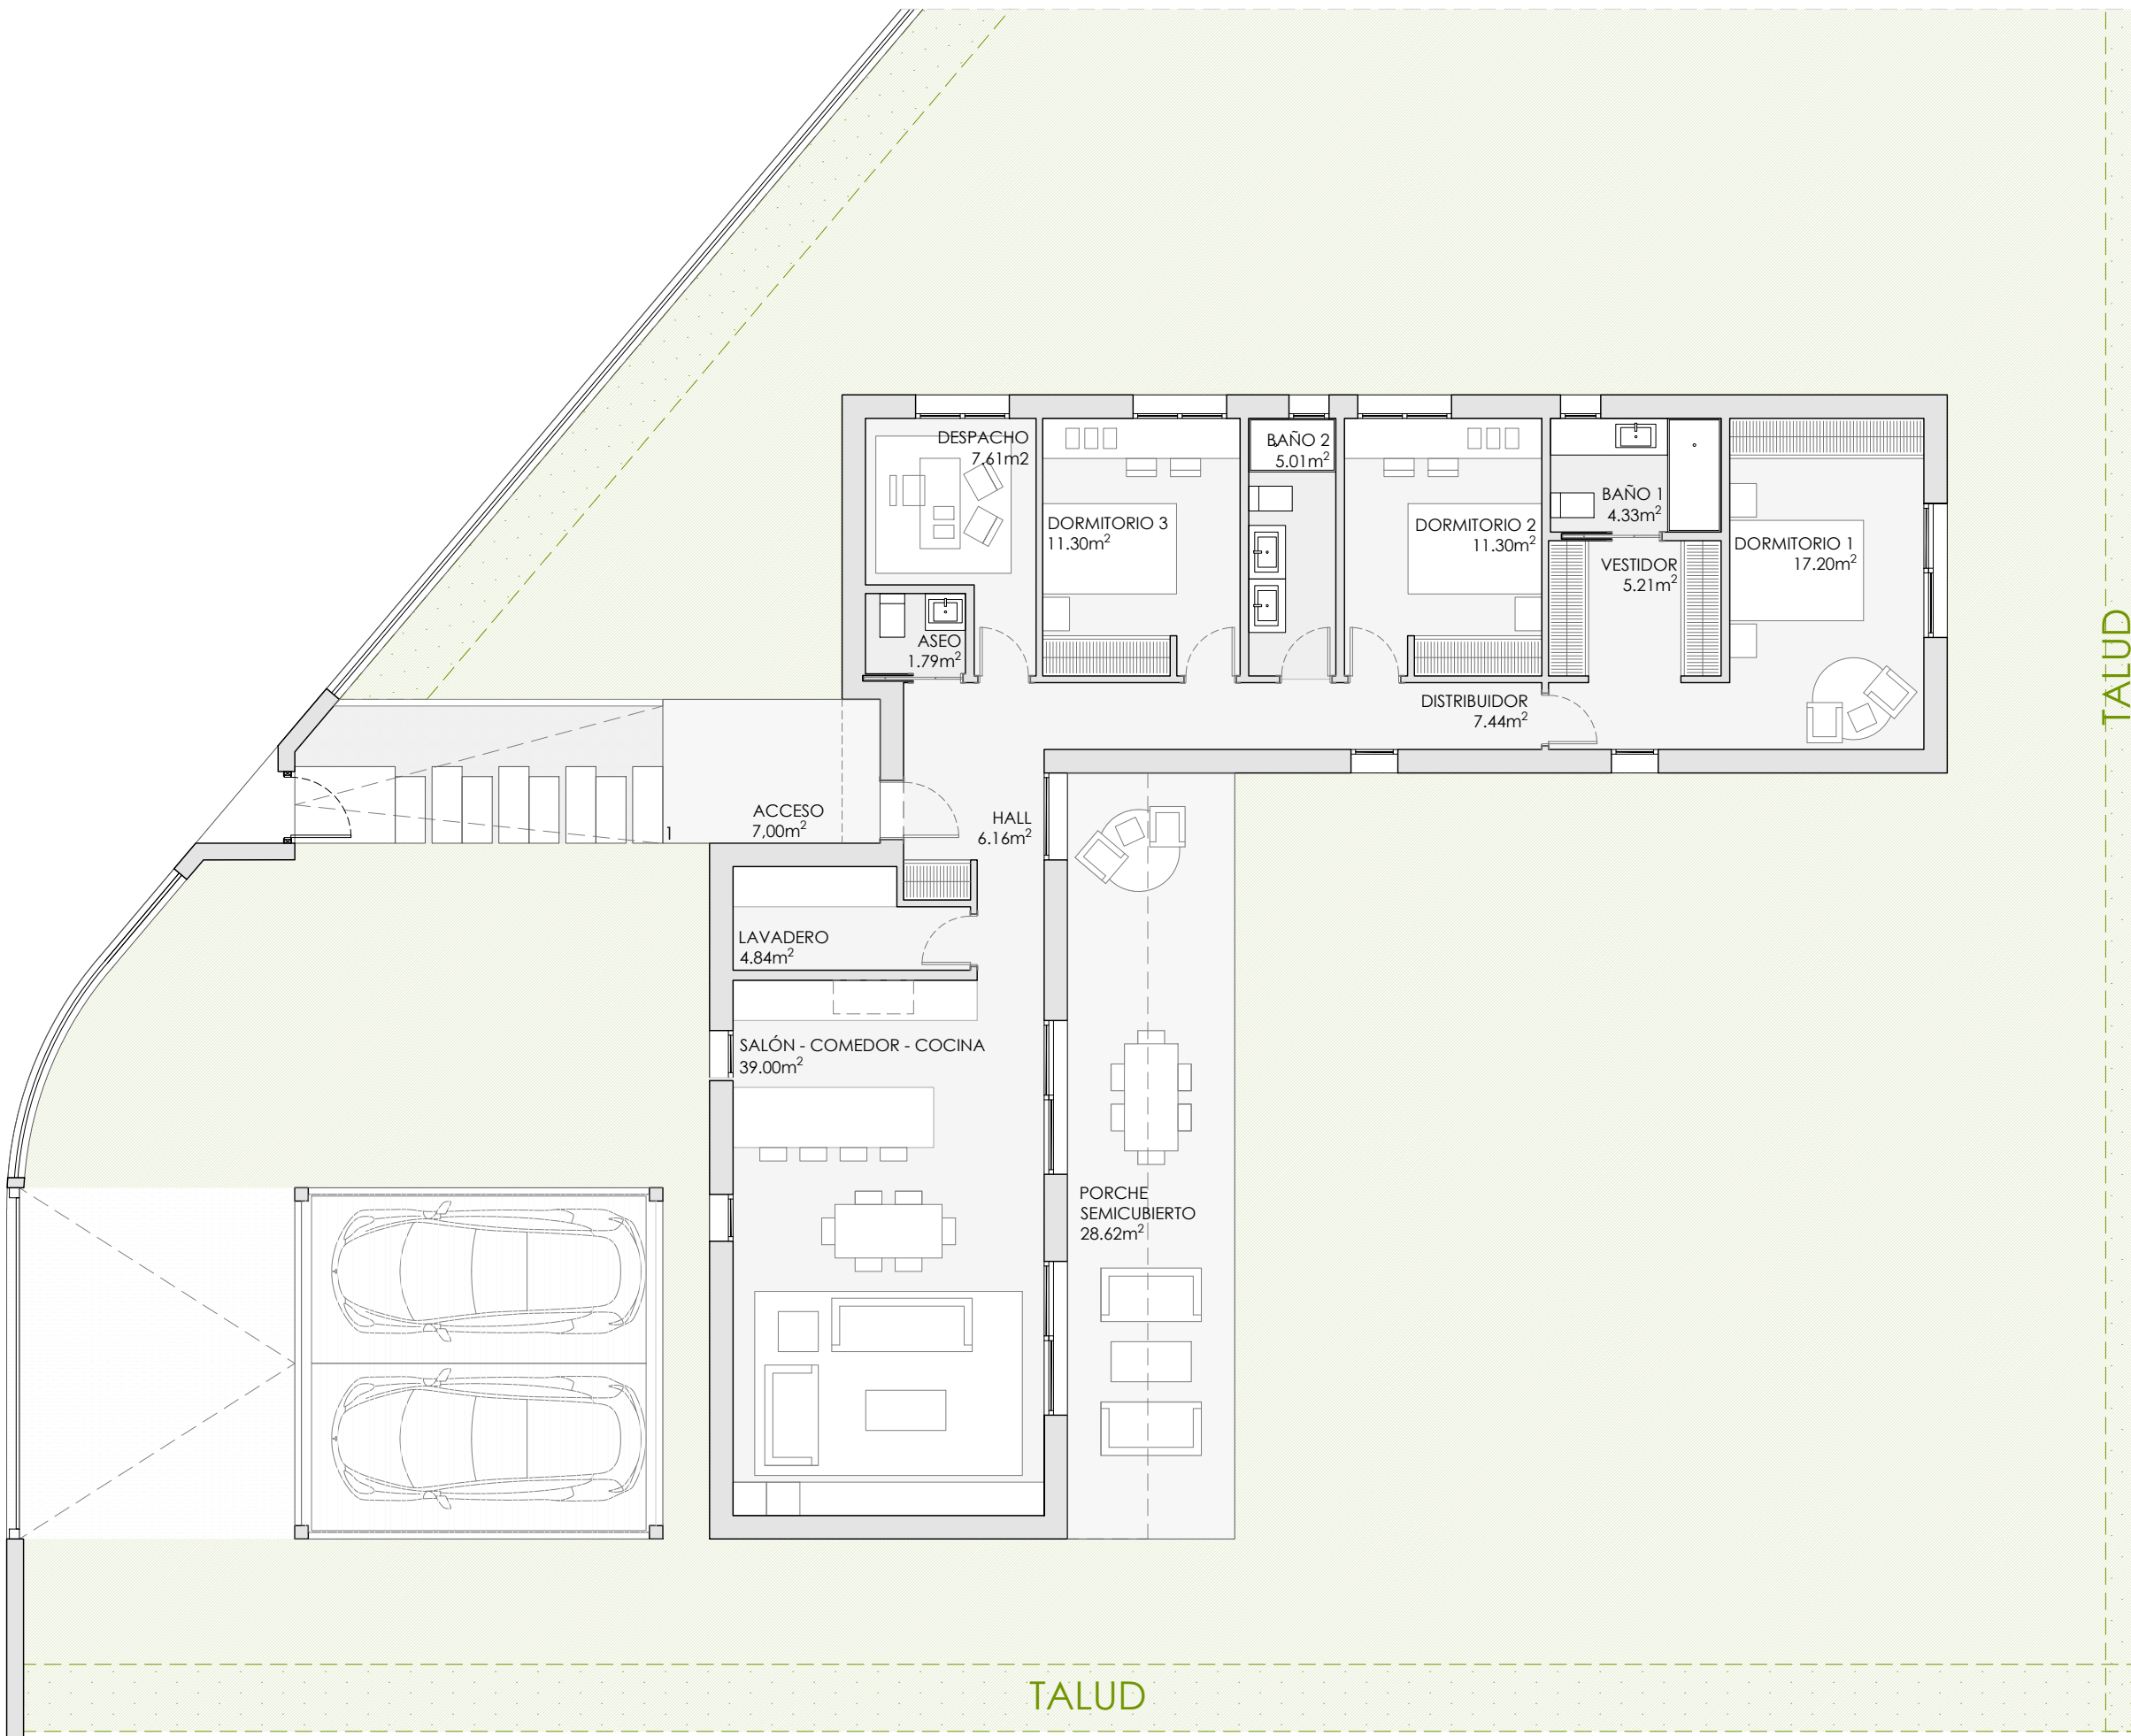 DESPACHO
7.61m2
BAÑO 2
5.01m²
BAÑO 1
4.33m²
DORMITORIO 3
11.30m²
DORMITORIO 2
11.30m²
DORMITORIO 1
17.20m²
VESTIDOR
5.21m²
ASEO
1.79m²
DISTRIBUIDOR
7.44m²
TALUD
ACCESO
7,00m²
1
HALL
6.16m²
LAVADERO
4.84m²
SALÓN - COMEDOR - COCINA
39.00m²
PORCHE
SEMICUBIERTO
28.62m²
TALUD